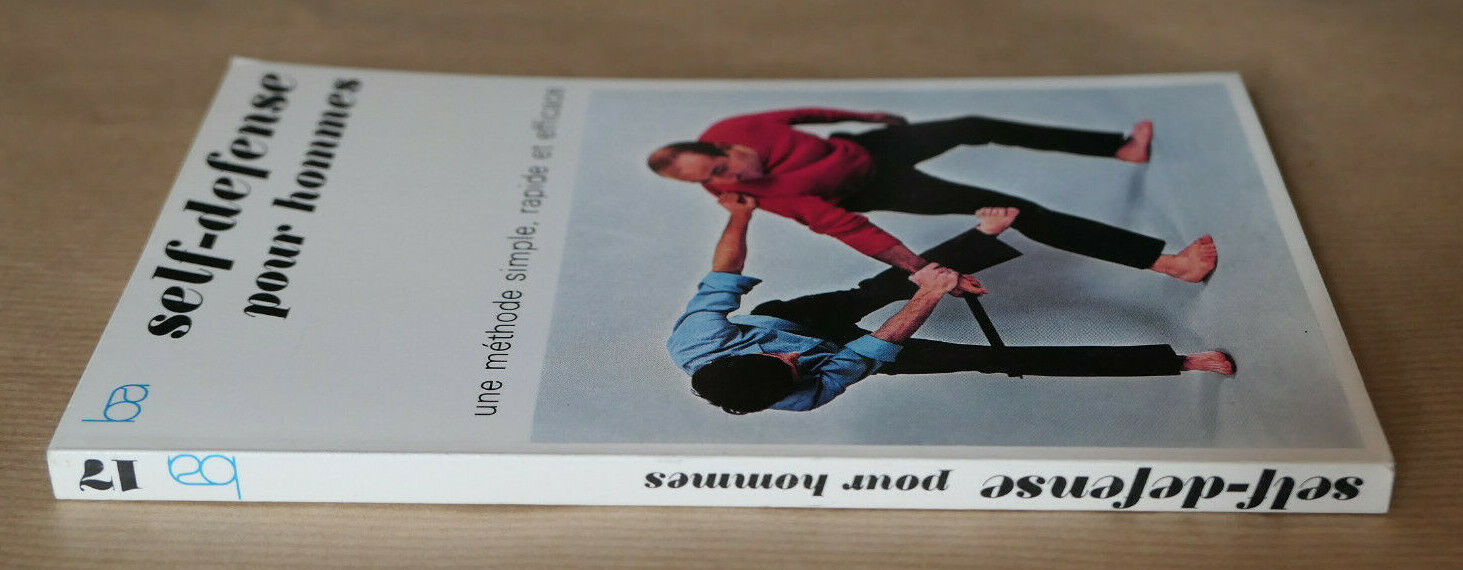 self-defense
pour hommes
une méthode simple, rapide et efficace
ba
self-defense pour hommes
ba
17